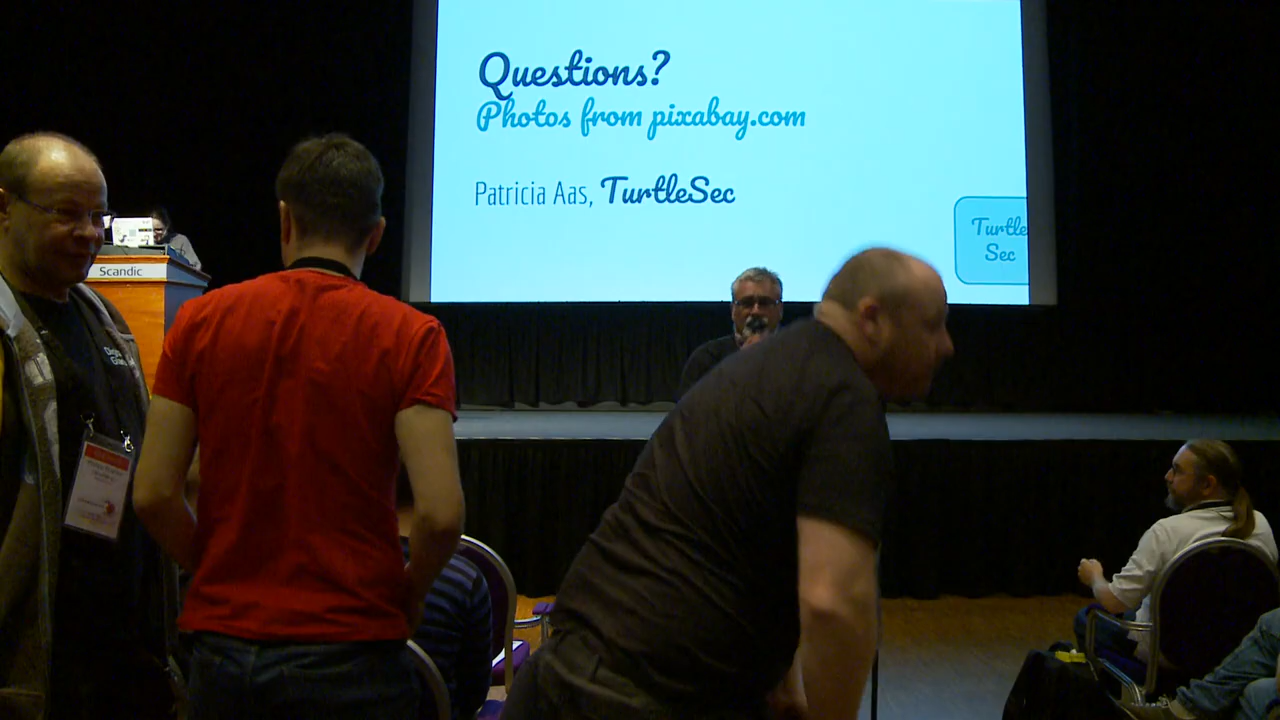 Questions?
Photos from pixabay.com
Patricia Aas, TurtleSec
Turtle
Sec
Scandic